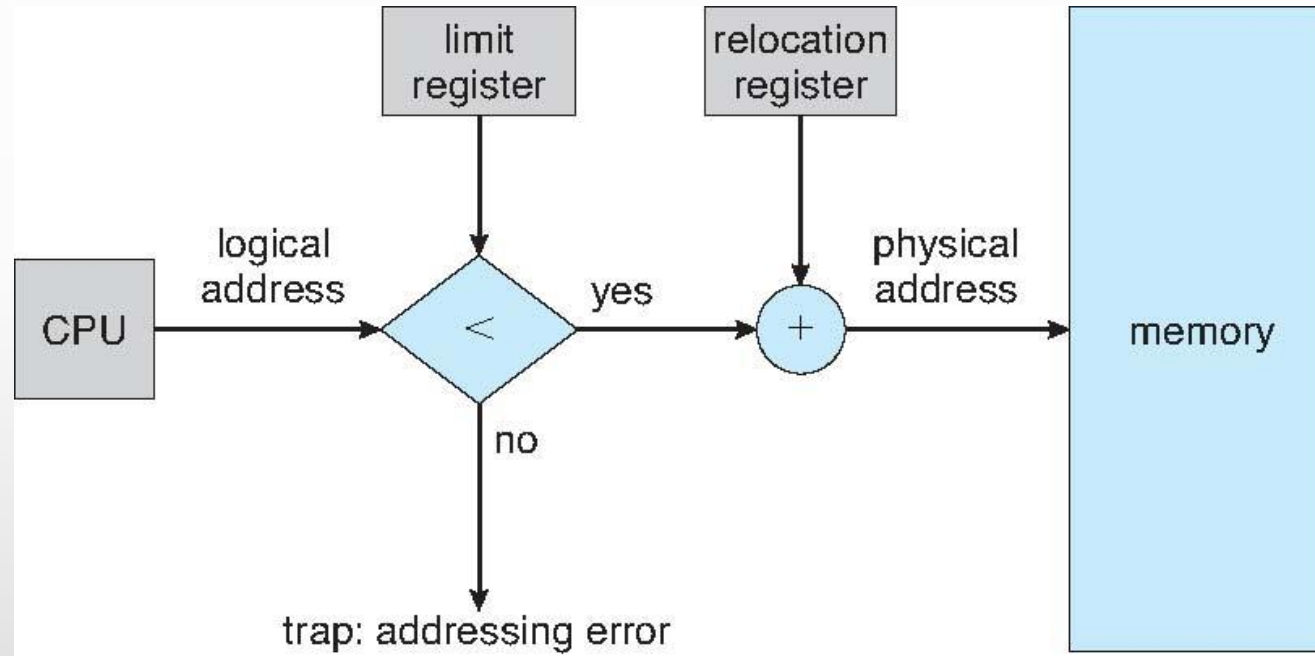 limit
register
relocation
register
logical
address
physical
address
CPU
<
yes
+
memory
no
trap: addressing error